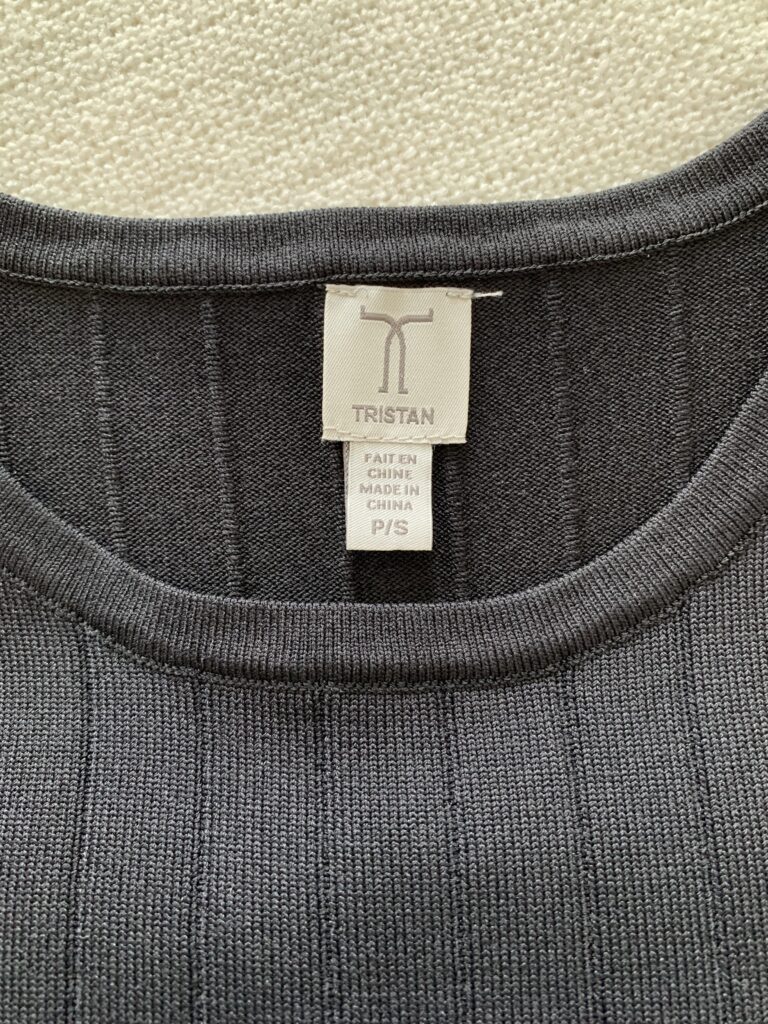 TRISTAN
FAIT EN
CHINE
MADE IN
CHINA
P/S